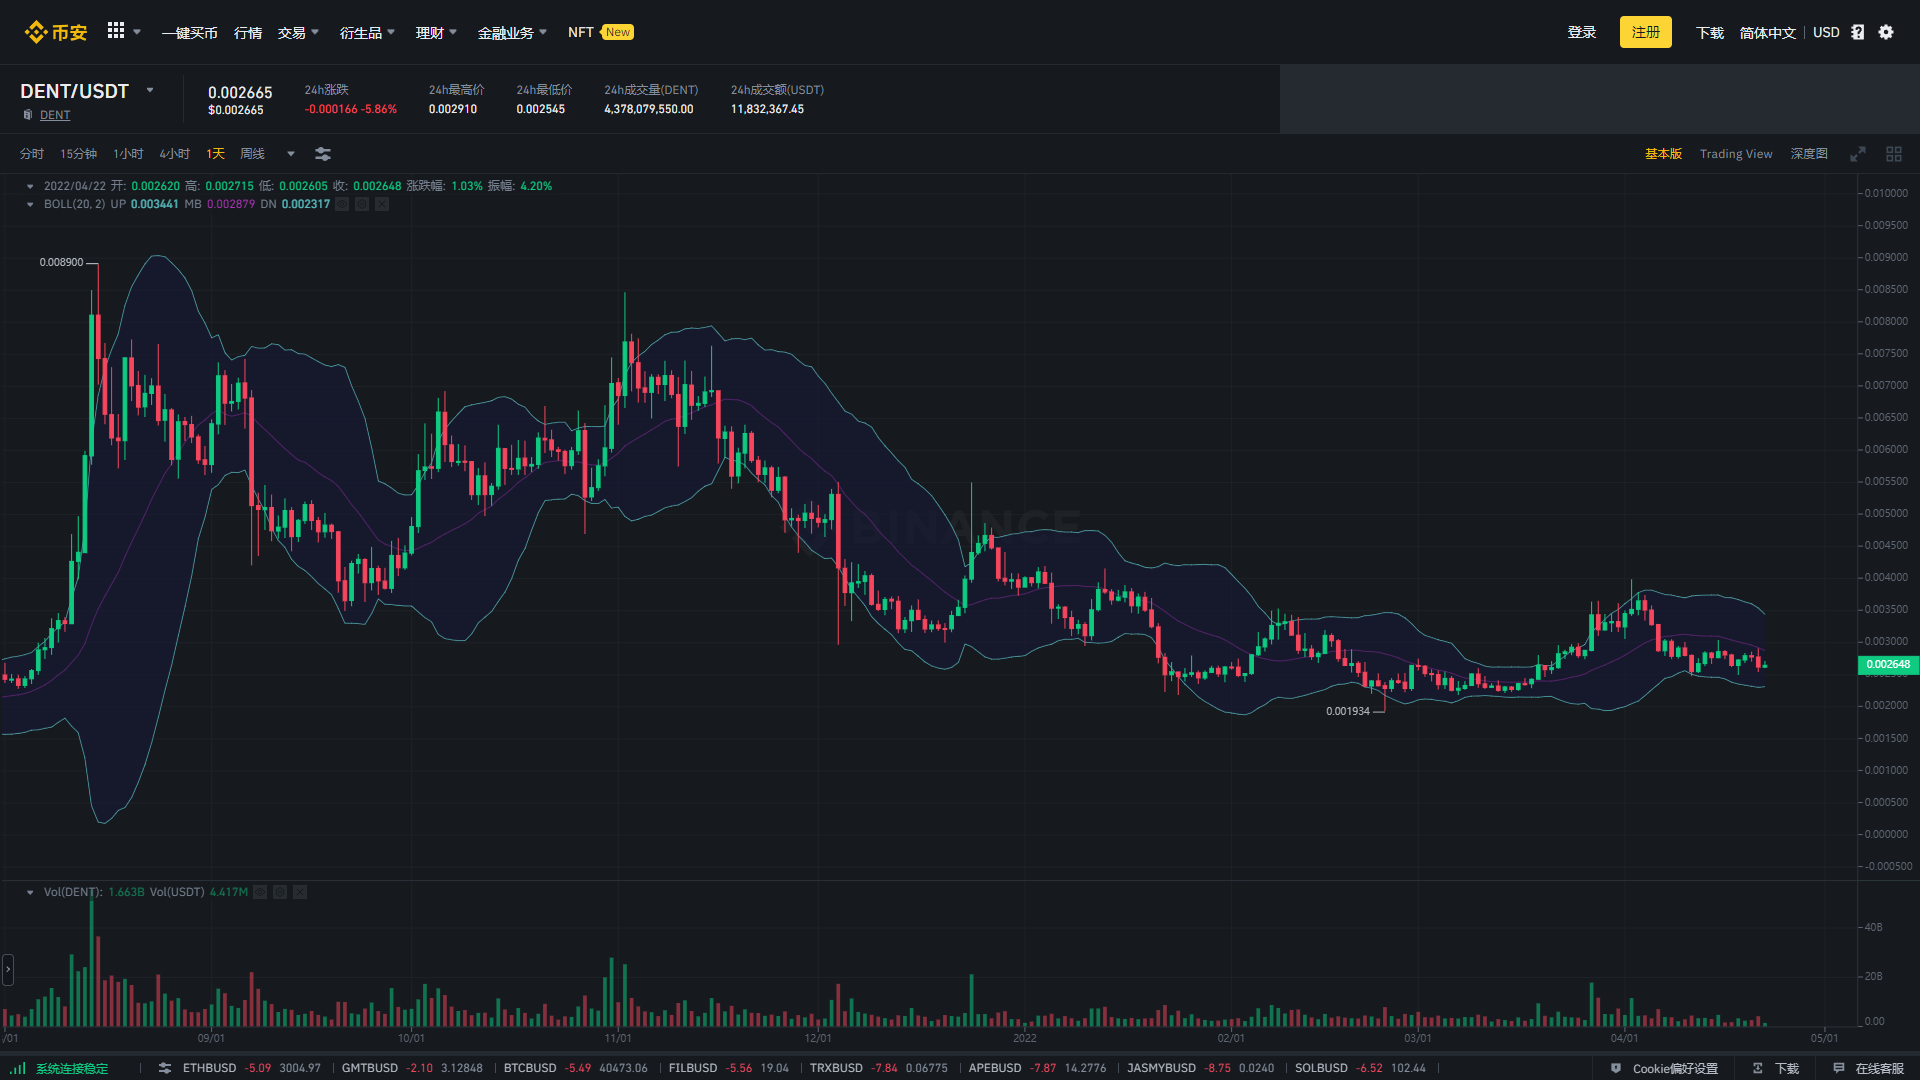 币安 一键买币 行情 交易 衍生品 理财 金融业务 NFT New 登录 注册 下载 简体中文 USD
DENT/USDT
DENT
0.002665
$0.002665
24h涨跌
-0.000166 -5.86%
24h最高价
0.002910
24h最低价
0.002545
24h成交量(DENT)
4,378,079,550.00
24h成交额(USDT)
11,832,367.45
分时 15分钟 1小时 4小时 1天 周线 基本版 Trading View 深度图
2022/04/22 开: 0.002620 高: 0.002715 低: 0.002605 收: 0.002648 涨跌幅: 1.03% 振幅: 4.20%
BOLL(20, 2) UP 0.003441 MB 0.002879 DN 0.002317
0.008900
0.001934
BINANCE
0.010000
0.009500
0.009000
0.008500
0.008000
0.007500
0.007000
0.006500
0.006000
0.005500
0.005000
0.004500
0.004000
0.003500
0.003000
0.002648
0.002000
0.001500
0.001000
0.000500
0.000000
-0.000500
Vol(DENT): 1.663B Vol(USDT) 4.417M
40B
20B
0.00
/01 09/01 10/01 11/01 12/01 2022 02/01 03/01 04/01 05/01
系统连接稳定 ETHBUSD -5.09 3004.97 GMTBUSD -2.10 3.12848 BTCBUSD -5.49 40473.06 FILBUSD -5.56 19.04 TRXBUSD -7.84 0.06775 APEBUSD -7.87 14.2776 JASMYBUSD -8.75 0.0240 SOLBUSD -6.52 102.44 Cookie偏好设置 下载 在线客服